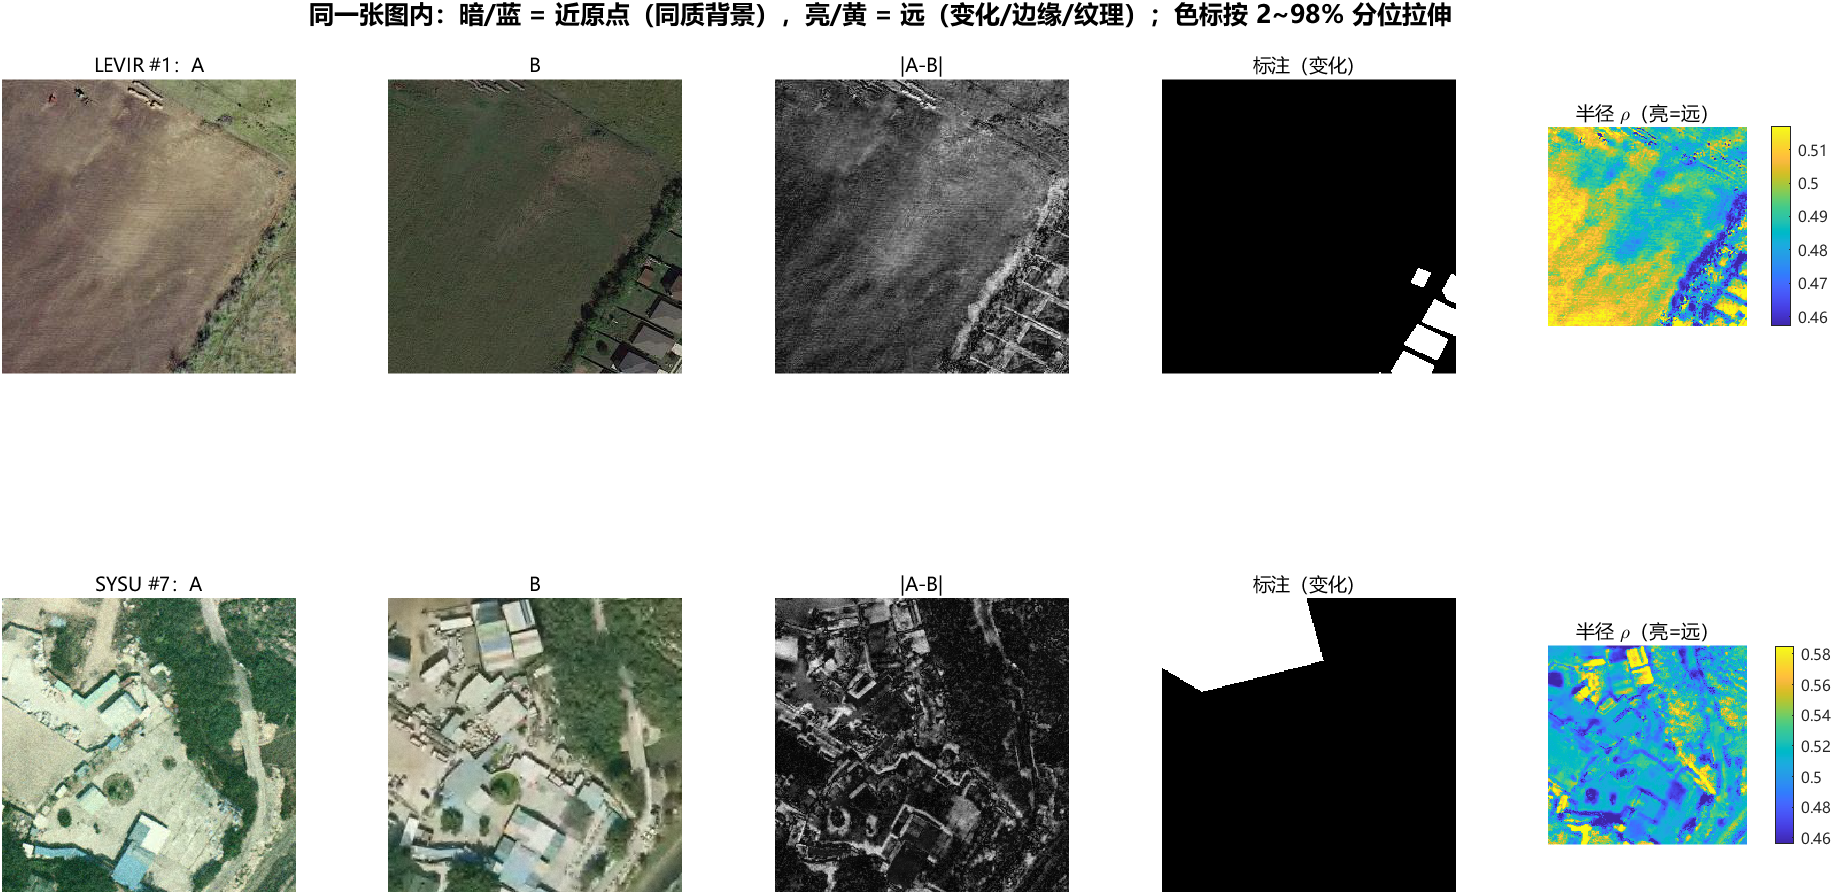 同一张图内：暗/蓝 = 近原点（同质背景），亮/黄 = 远（变化/边缘/纹理）；色标按 2~98% 分位拉伸
LEVIR #1：A
B
|A-B|
标注（变化）
半径 ρ（亮=远）
0.51
0.5
0.49
0.48
0.47
0.46
SYSU #7：A
B
|A-B|
标注（变化）
半径 ρ（亮=远）
0.58
0.56
0.54
0.52
0.5
0.48
0.46